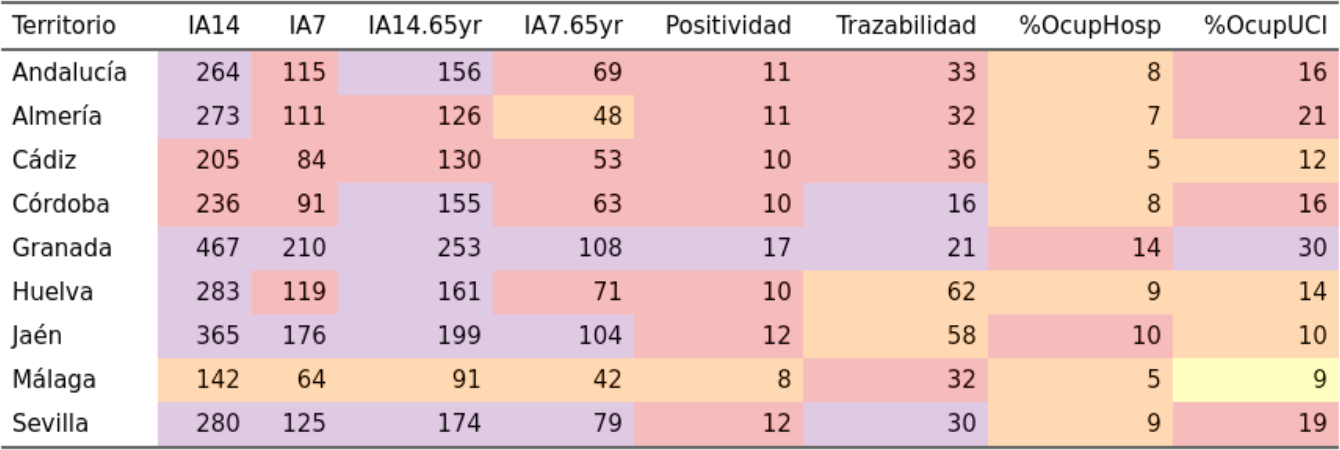 Territorio IA14 IA7 IA14.65yr IA7.65yr Positividad Trazabilidad %OcupHosp %OcupUCI
Andalucía 264 115 156 69 11 33 8 16
Almería 273 111 126 48 11 32 7 21
Cádiz 205 84 130 53 10 36 5 12
Córdoba 236 91 155 63 10 16 8 16
Granada 467 210 253 108 17 21 14 30
Huelva 283 119 161 71 10 62 9 14
Jaén 365 176 199 104 12 58 10 10
Málaga 142 64 91 42 8 32 5 9
Sevilla 280 125 174 79 12 30 9 19